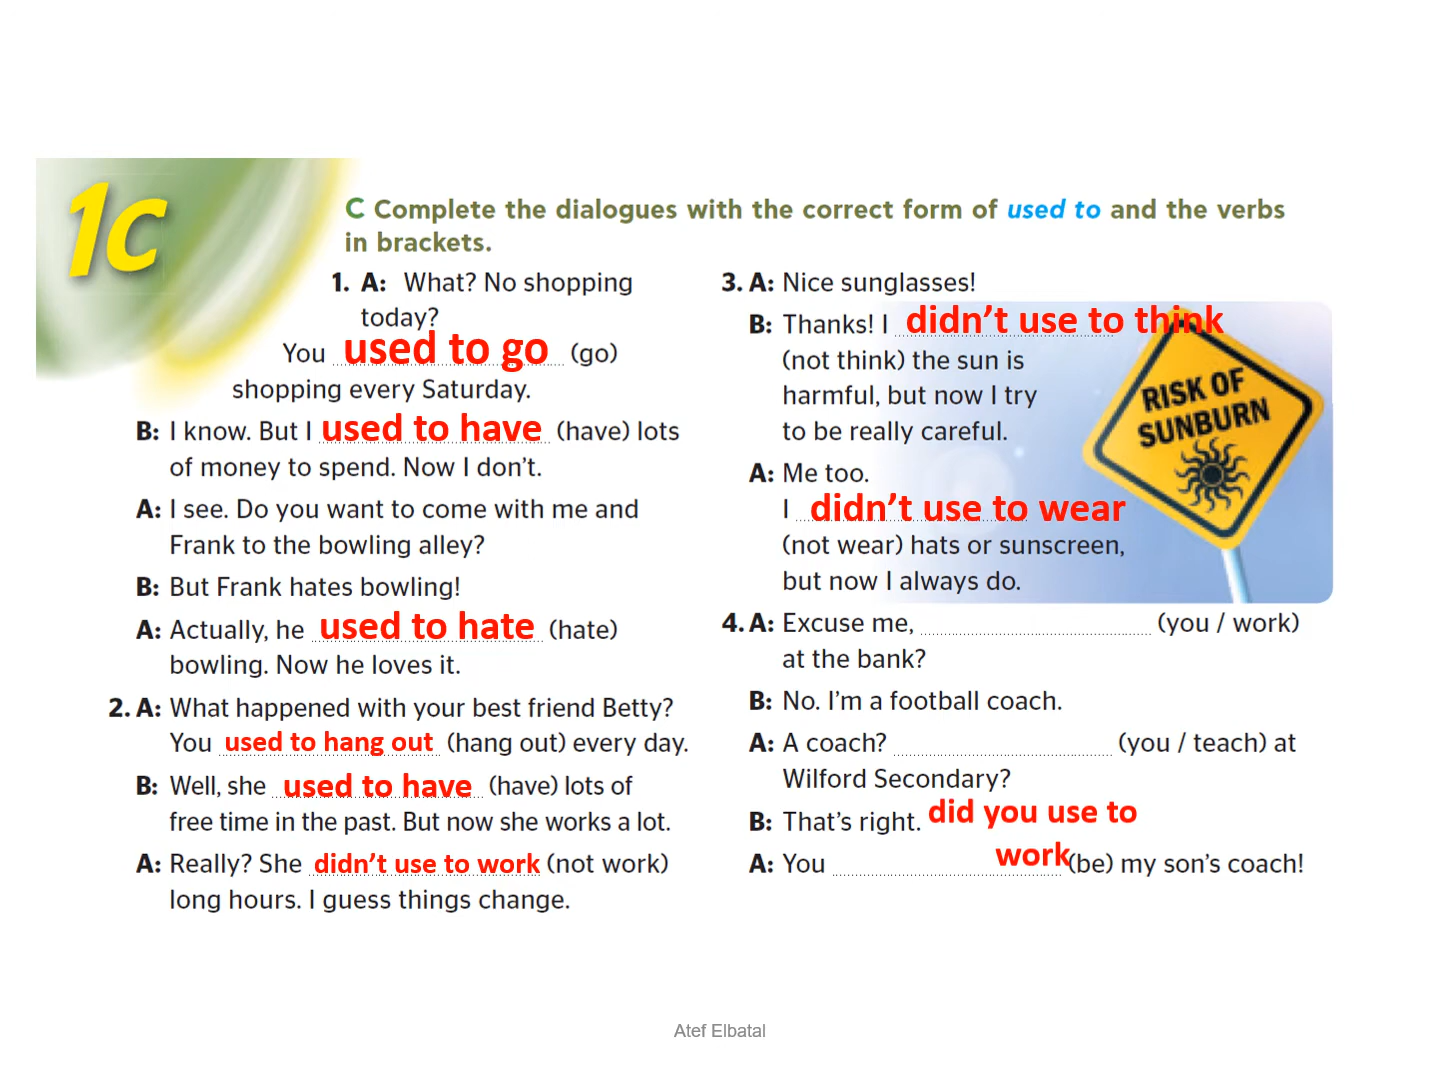 1c
C Complete the dialogues with the correct form of used to and the verbs
in brackets.
1. A: What? No shopping
today?
You used to go (go)
shopping every Saturday.
B: I know. But I used to have (have) lots
of money to spend. Now I don't.
A: I see. Do you want to come with me and
Frank to the bowling alley?
B: But Frank hates bowling!
A: Actually, he used to hate (hate)
bowling. Now he loves it.
2. A: What happened with your best friend Betty?
You used to hang out (hang out) every day.
B: Well, she used to have (have) lots of
free time in the past. But now she works a lot.
A: Really? She didn't use to work (not work)
long hours. I guess things change.
3. A: Nice sunglasses!
B: Thanks! I didn't use to think
(not think) the sun is
harmful, but now I try
to be really careful.
A: Me too.
I didn't use to wear
(not wear) hats or sunscreen,
but now I always do.
RISK OF
SUNBURN
4. A: Excuse me, (you / work)
at the bank?
B: No. I'm a football coach.
A: A coach? (you / teach) at
Wilford Secondary?
B: That's right. did you use to
work
A: You (be) my son's coach!
Atef Elbatal